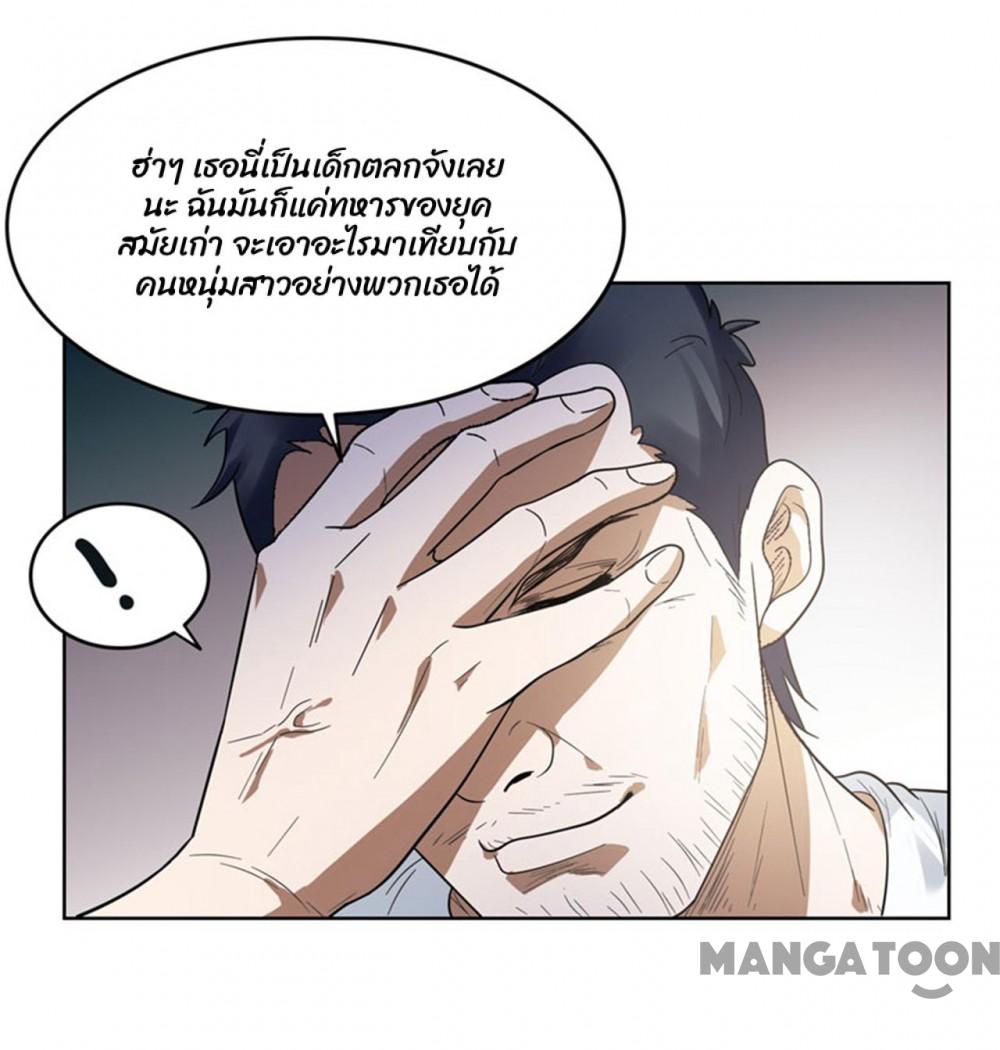 ฮ่าๆ เธอนี่เป็นเด็กตลกจังเลย
นะ ฉันมันก็แค่ทหารของยุค
สมัยเก่า จะเอาอะไรมาเทียบกับ
คนหนุ่มสาวอย่างพวกเธอได้
!
MANGATOON